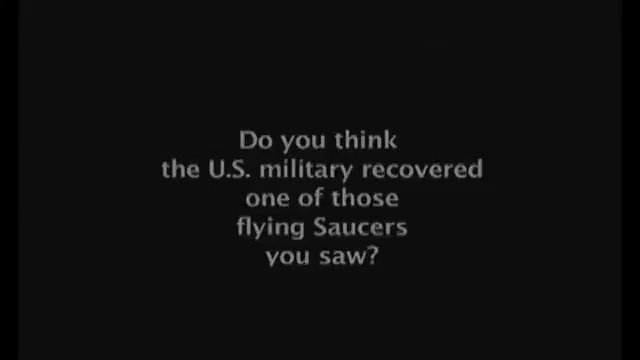 Do you think
the U.S. military recovered
one of those
flying Saucers
you saw?